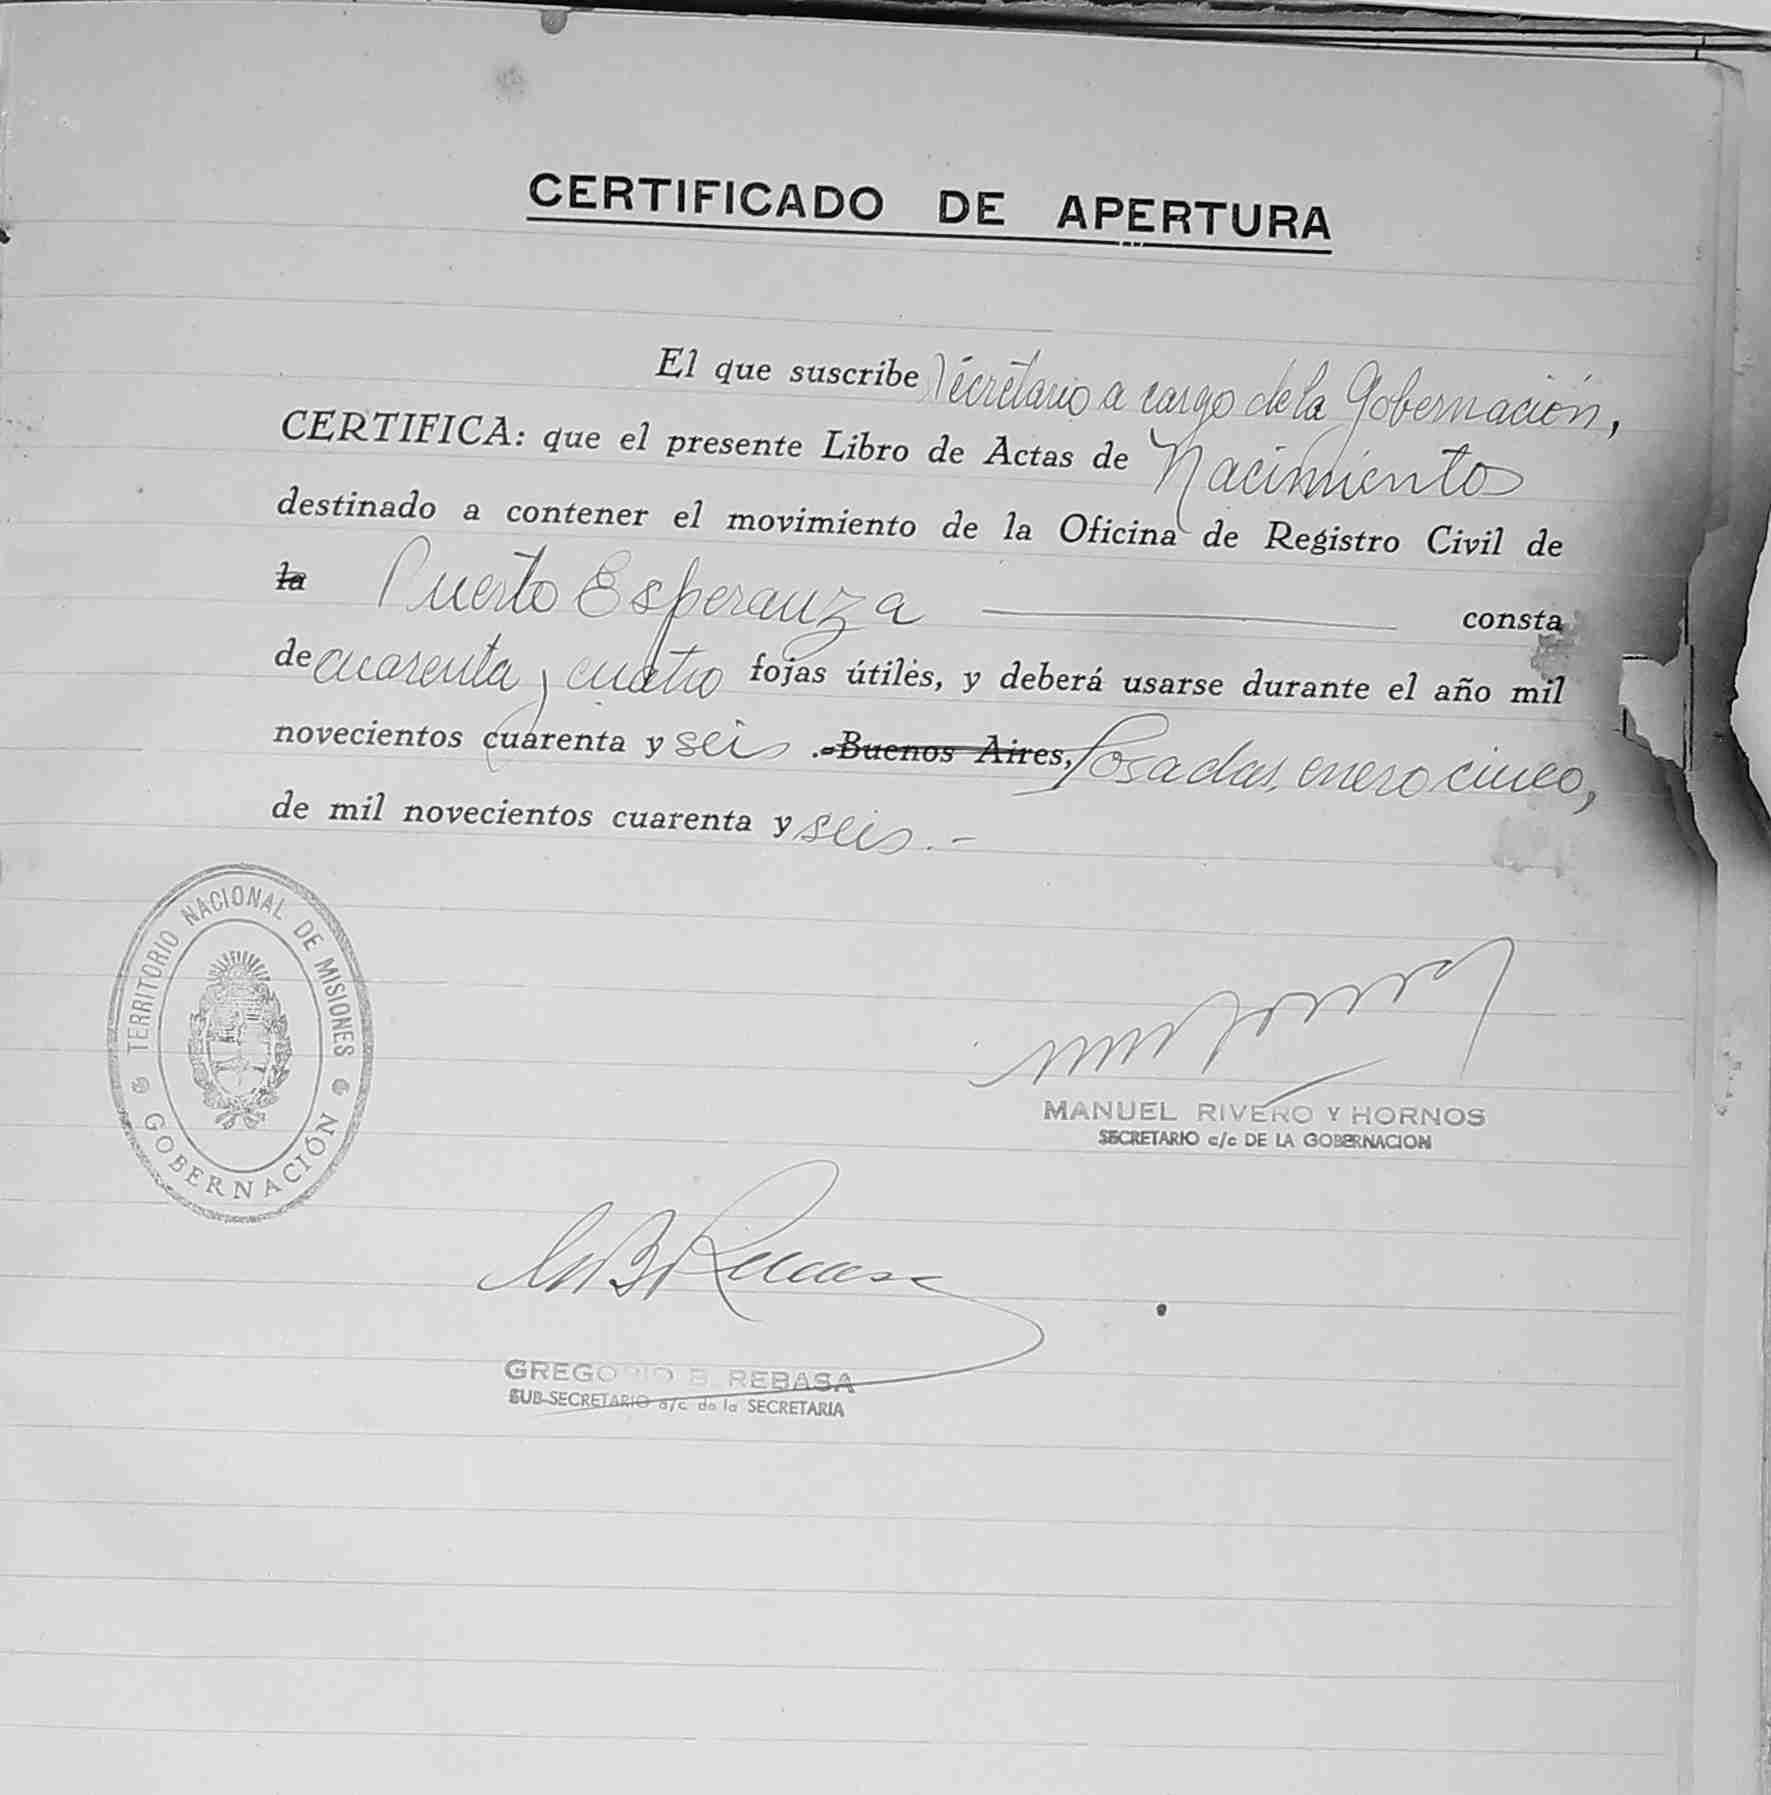 CERTIFICADO DE APERTURA
El que suscribe Secretario a cargo de la Gobernación,
CERTIFICA: que el presente Libro de Actas de Nacimientos
destinado a contener el movimiento de la Oficina de Registro Civil de
la Puerto Esperanza consta
de cuarenta y cuatro fojas útiles, y deberá usarse durante el año mil
novecientos cuarenta y seis .-Buenos Aires, Posadas, enero cinco,
de mil novecientos cuarenta y seis.-
TERRITORIO NACIONAL DE MISIONES
GOBERNACIÓN
MANUEL RIVERO Y HORNOS
SECRETARIO a/c DE LA GOBERNACION
GREGORIO B. REBASA
SUB-SECRETARIO a/c de la SECRETARIA